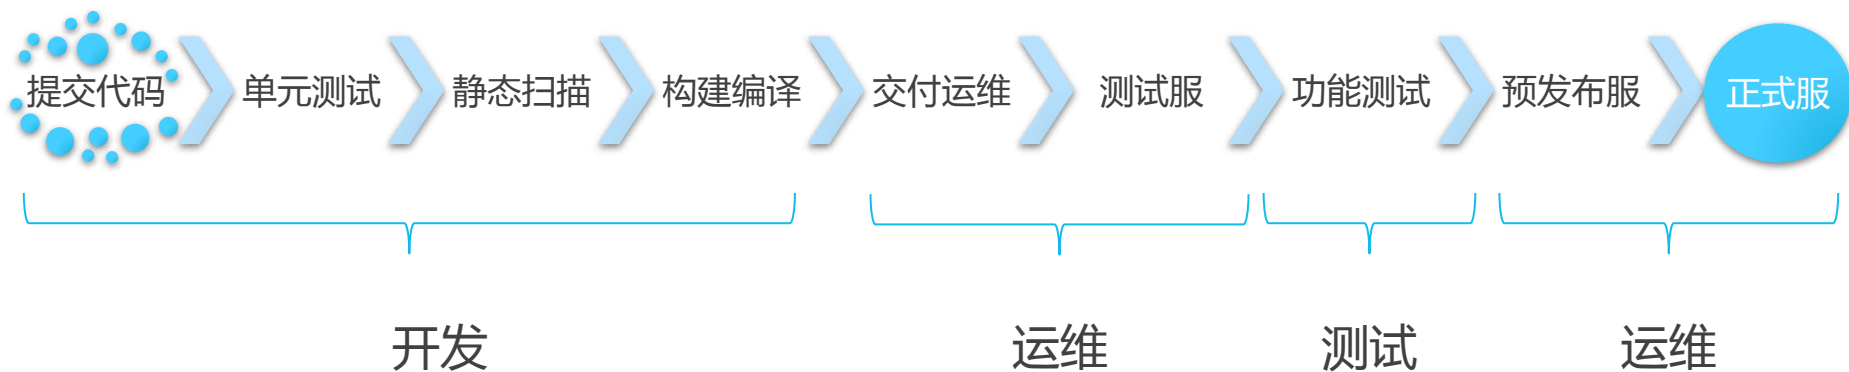 提交代码 单元测试 静态扫描 构建编译 交付运维 测试服 功能测试 预发布服 正式服
开发 运维 测试 运维